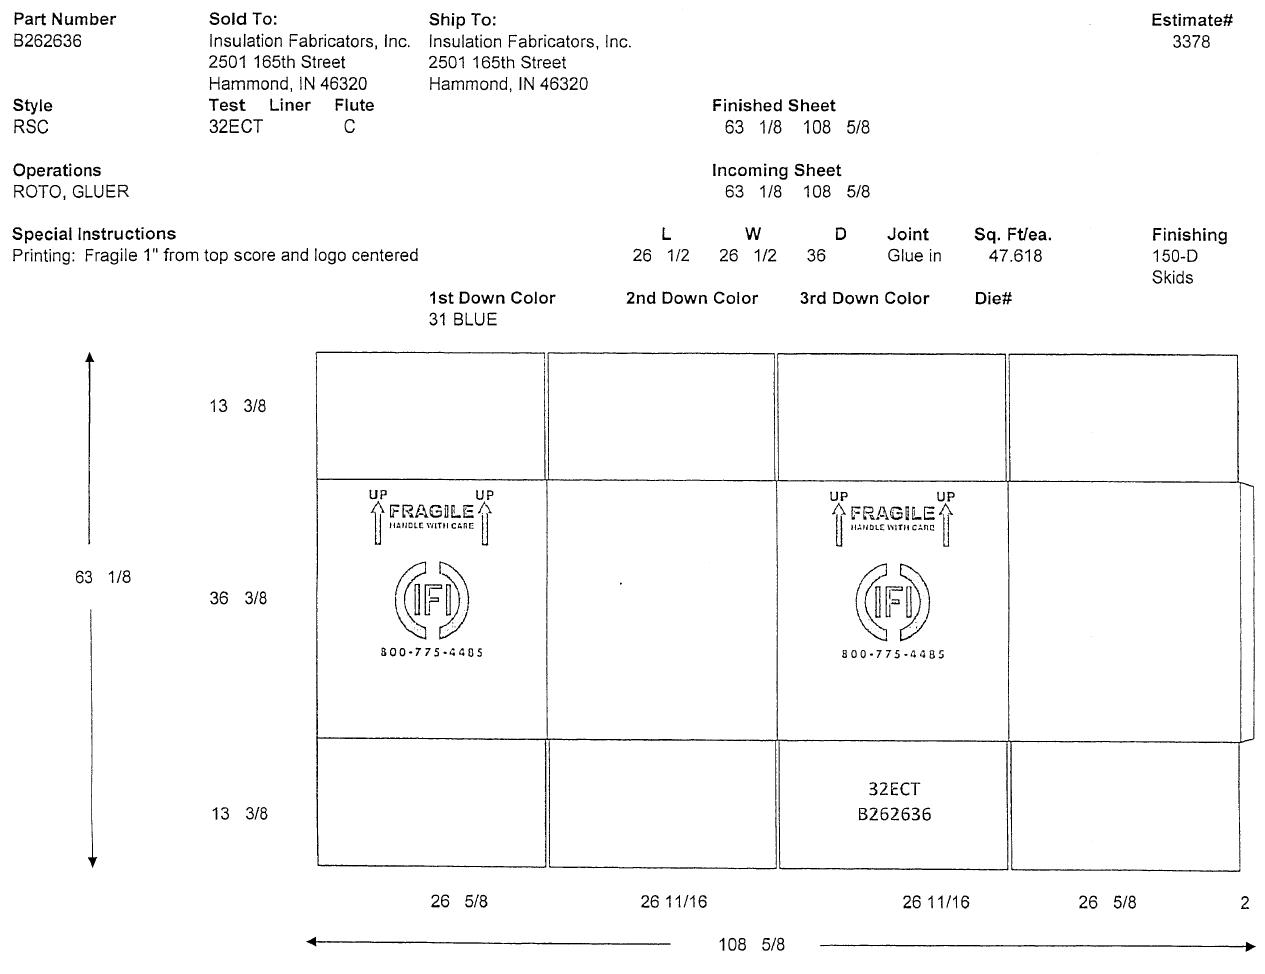 Part Number Sold To: Ship To: Estimate#
B262636 Insulation Fabricators, Inc. Insulation Fabricators, Inc. 3378
2501 165th Street 2501 165th Street
Hammond, IN 46320 Hammond, IN 46320
Style Test Liner Flute Finished Sheet
RSC 32ECT C 63 1/8 108 5/8
Operations Incoming Sheet
ROTO, GLUER 63 1/8 108 5/8
Special Instructions L W D Joint Sq. Ft/ea. Finishing
Printing: Fragile 1" from top score and logo centered 26 1/2 26 1/2 36 Glue in 47.618 150-D
Skids
1st Down Color 2nd Down Color 3rd Down Color Die#
31 BLUE
13 3/8
UP UP UP UP
FRAGILE FRAGILE
HANDLE WITH CARE HANDLE WITH CARE
63 1/8 36 3/8 IFI IFI
800-775-4485 800-775-4485
32ECT
13 3/8 B262636
26 5/8 26 11/16 26 11/16 26 5/8 2
108 5/8